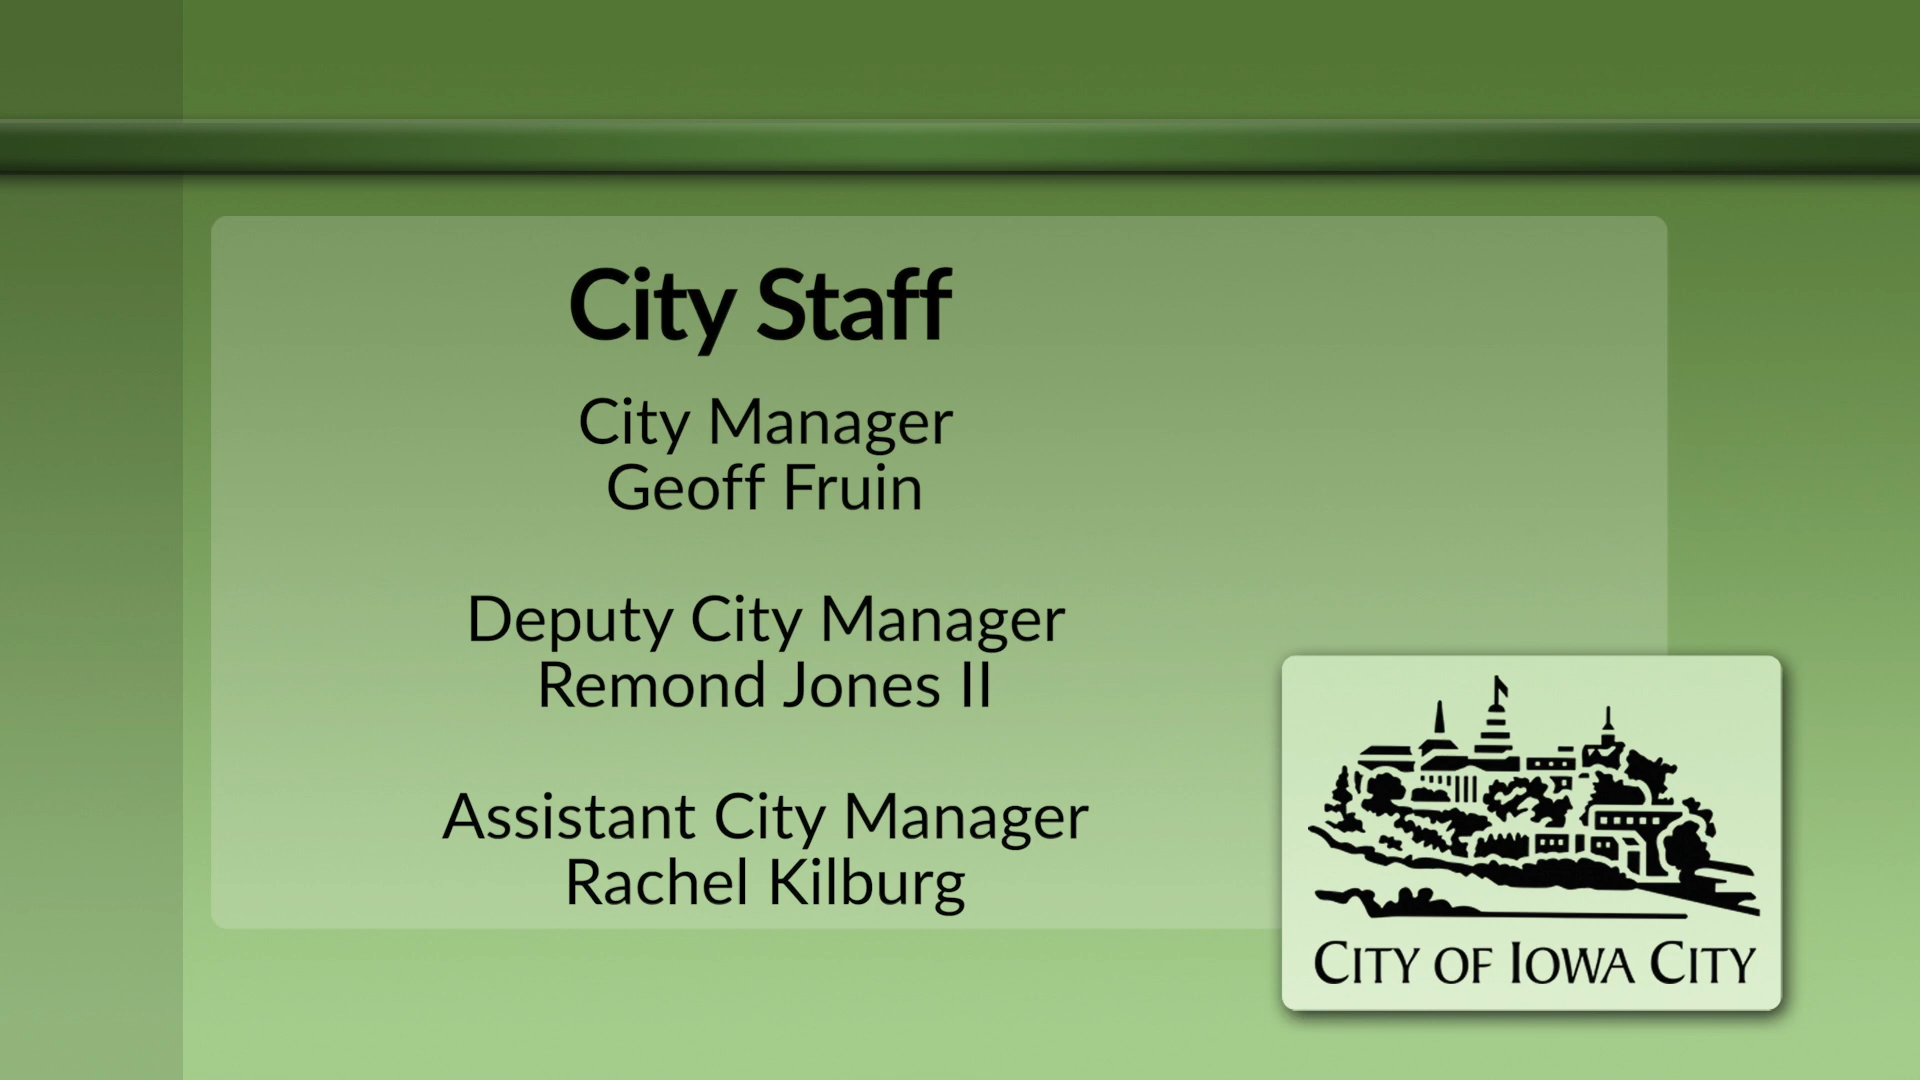 City Staff
City Manager
Geoff Fruin
Deputy City Manager
Remond Jones II
Assistant City Manager
Rachel Kilburg
CITY OF IOWA CITY